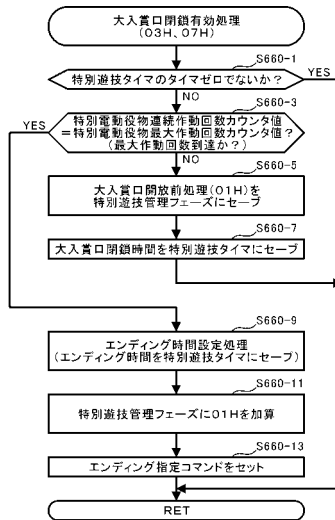 大入賞口閉鎖有効処理
(03H、07H)
S660-1
特別遊技タイマのタイマゼロでないか?
YES
NO
S660-3
YES
特別電動役物連続作動回数カウンタ値
=特別電動役物最大作動回数カウンタ値?
(最大作動回数到達か?)
NO
S660-5
大入賞口開放前処理(01H)を
特別遊技管理フェーズにセーブ
S660-7
大入賞口閉鎖時間を特別遊技タイマにセーブ
S660-9
エンディング時間設定処理
(エンディング時間を特別遊技タイマにセーブ)
S660-11
特別遊技管理フェーズに01Hを加算
S660-13
エンディング指定コマンドをセット
RET